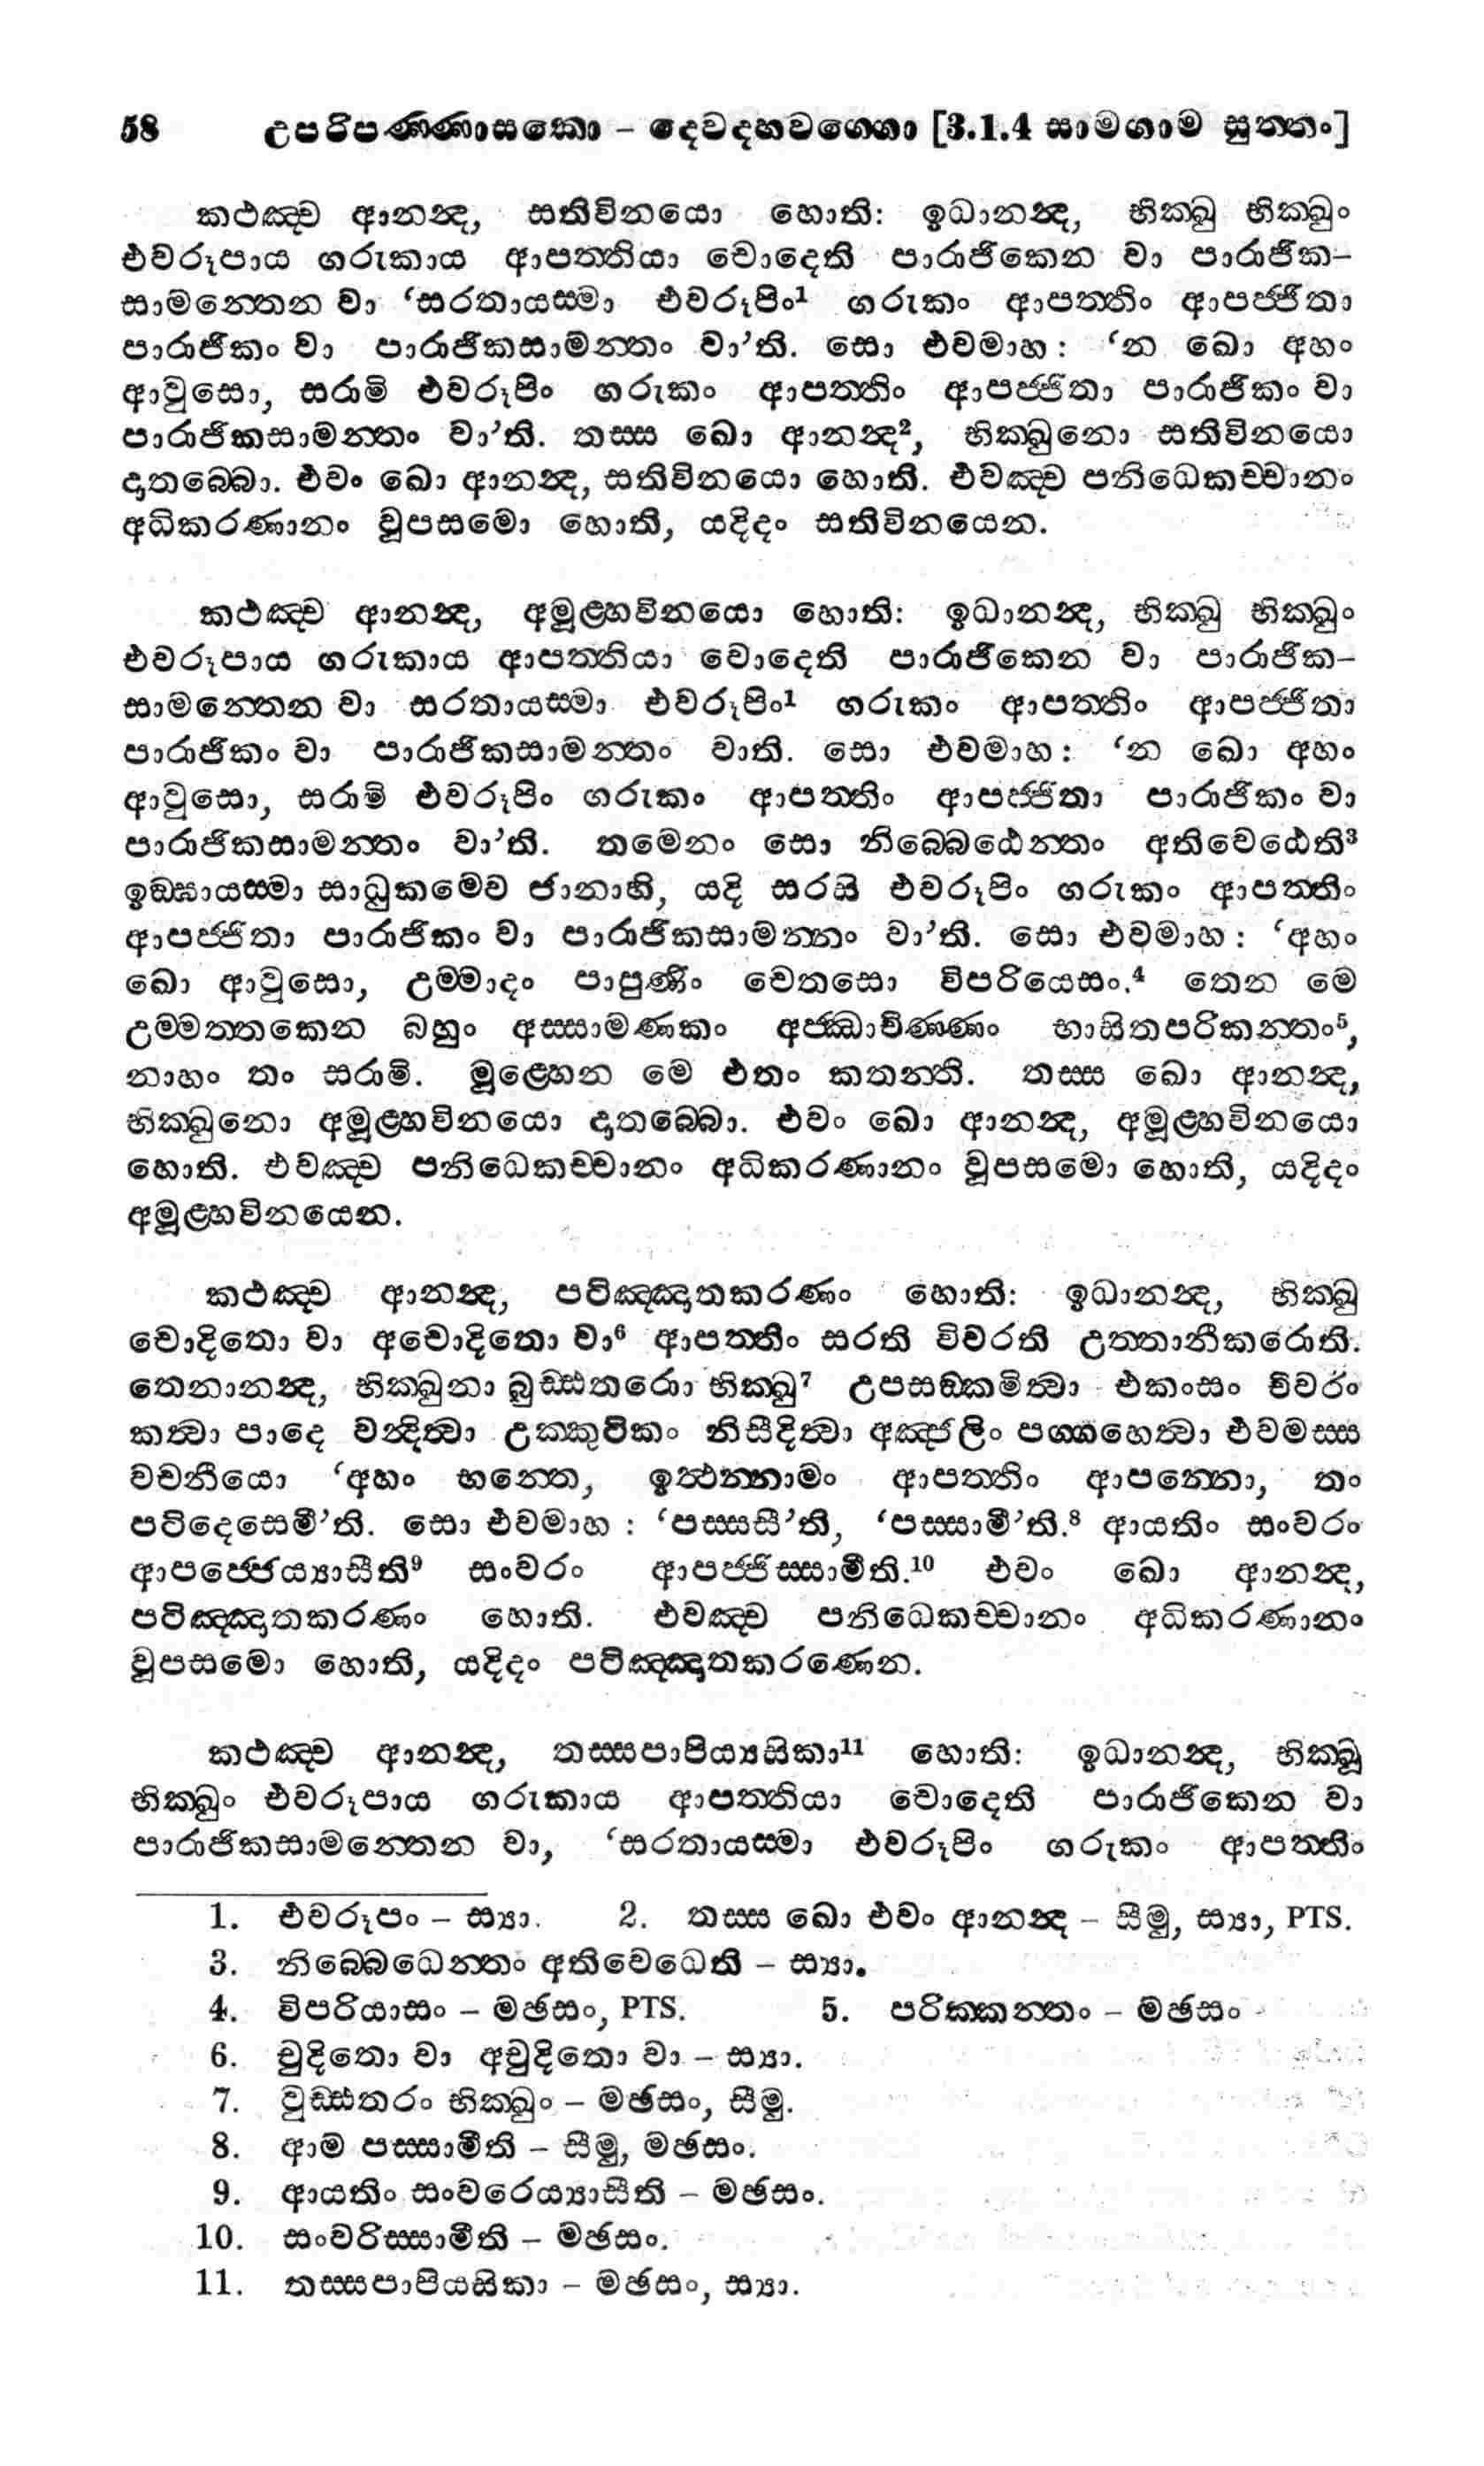 58 උපරිපණ්ණාසකො – දෙවදහවග්ගො [3.1.4 සාමගාම සුත්තං]
කථඤ්ච ආනන්ද, සතිවිනයො හොති: ඉධානන්ද, භික්ඛු භික්ඛුං
එවරූපාය ගරුකාය ආපත්තියා චොදෙති පාරාජිකෙන වා පාරාජික–
සාමන්තෙන වා ‘සරතායස්මා එවරූපිං¹ ගරුකං ආපත්තිං ආපජ්ජිතා
පාරාජිකං වා පාරාජිකසාමන්තං වා’ති. සො එවමාහ: ‘න ඛො අහං
ආවුසො, සරාමි එවරූපිං ගරුකං ආපත්තිං ආපජ්ජිතා පාරාජිකං වා
පාරාජිකසාමන්තං වා’ති. තස්ස ඛො ආනන්ද², භික්ඛුනො සතිවිනයො
දාතබ්බො. එවං ඛො ආනන්ද, සතිවිනයො හොති. එවඤ්ච පනිධෙකච්චානං
අධිකරණානං වූපසමො හොති, යදිදං සතිවිනයෙන.
කථඤ්ච ආනන්ද, අමූළ්හවිනයො හොති: ඉධානන්ද, භික්ඛු භික්ඛුං
එවරූපාය ගරුකාය ආපත්තියා චොදෙති පාරාජිකෙන වා පාරාජික–
සාමන්තෙන වා සරතායස්මා එවරූපිං¹ ගරුකං ආපත්තිං ආපජ්ජිතා
පාරාජිකං වා පාරාජිකසාමන්තං වාති. සො එවමාහ: ‘න ඛො අහං
ආවුසො, සරාමි එවරූපිං ගරුකං ආපත්තිං ආපජ්ජිතා පාරාජිකං වා
පාරාජිකසාමන්තං වා’ති. තමෙනං සො නිබ්බෙඨෙන්තං අතිවෙඨෙති³
ඉඞ්ඝායස්මා සාධුකමෙව ජානාහි, යදි සරසි එවරූපිං ගරුකං ආපත්තිං
ආපජ්ජිතා පාරාජිකං වා පාරාජිකසාමන්තං වා’ති. සො එවමාහ: ‘අහං
ඛො ආවුසො, උම්මාදං පාපුණිං චෙතසො විපරියෙසං.⁴ තෙන මෙ
උම්මත්තකෙන බහුං අස්සාමණකං අජ්ඣාචිණ්ණං භාසිතපරිකන්තං⁵,
නාහං තං සරාමි. මූළ්හෙන මෙ එතං කතන්ති. තස්ස ඛො ආනන්ද,
භික්ඛුනො අමූළ්හවිනයො දාතබ්බො. එවං ඛො ආනන්ද, අමූළ්හවිනයො
හොති. එවඤ්ච පනිධෙකච්චානං අධිකරණානං වූපසමො හොති, යදිදං
අමූළ්හවිනයෙන.
කථඤ්ච ආනන්ද, පටිඤ්ඤාතකරණං හොති: ඉධානන්ද, භික්ඛු
චොදිතො වා අචොදිතො වා⁶ ආපත්තිං සරති විවරති උත්තානීකරොති.
තෙනානන්ද, භික්ඛුනා බුඩ්ඪතරො භික්ඛු⁷ උපසඞ්කමිත්වා එකංසං චීවරං
කත්වා පාදෙ වන්දිත්වා උක්කුටිකං නිසීදිත්වා අඤ්ජලිං පග්ගහෙත්වා එවමස්ස
වචනීයො ‘අහං භන්තෙ, ඉත්ථන්නාමං ආපත්තිං ආපන්නො, තං
පටිදෙසෙමී’ති. සො එවමාහ: ‘පස්සසී’ති, ‘පස්සාමී’ති.⁸ ආයතිං සංවරං
ආපජ්ජෙය්‍යාසීති⁹ සංවරං ආපජ්ජිස්සාමීති.¹⁰ එවං ඛො ආනන්ද,
පටිඤ්ඤාතකරණං හොති. එවඤ්ච පනිධෙකච්චානං අධිකරණානං
වූපසමො හොති, යදිදං පටිඤ්ඤාතකරණෙන.
කථඤ්ච ආනන්ද, තස්සපාපිය්‍යසිකා¹¹ හොති: ඉධානන්ද, භික්ඛූ
භික්ඛුං එවරූපාය ගරුකාය ආපත්තියා චොදෙති පාරාජිකෙන වා
පාරාජිකසාමන්තෙන වා, ‘සරතායස්මා එවරූපිං ගරුකං ආපත්තිං
1. එවරූපං – ස්‍යා. 2. තස්ස ඛො එවං ආනන්ද – සීමු, ස්‍යා, PTS.
3. නිබ්බෙධෙන්තං අතිවෙධෙති – ස්‍යා.
4. විපරියාසං – මඡසං, PTS. 5. පරික්කන්තං – මඡසං
6. චුදිතො වා අචුදිතො වා – ස්‍යා.
7. වුඩ්ඪතරං භික්ඛුං – මඡසං, සීමු.
8. ආම පස්සාමීති – සීමු, මඡසං.
9. ආයතිං සංවරෙය්‍යාසීති – මඡසං.
10. සංවරිස්සාමීති – මඡසං.
11. තස්සපාපියසිකා – මඡසං, ස්‍යා.